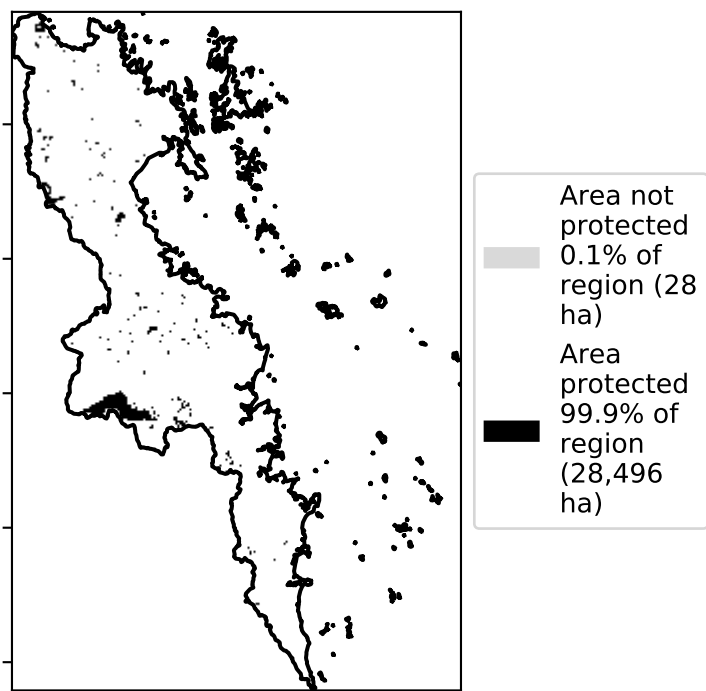 Area not
protected
0.1% of
region (28
ha)
Area
protected
99.9% of
region
(28,496
ha)